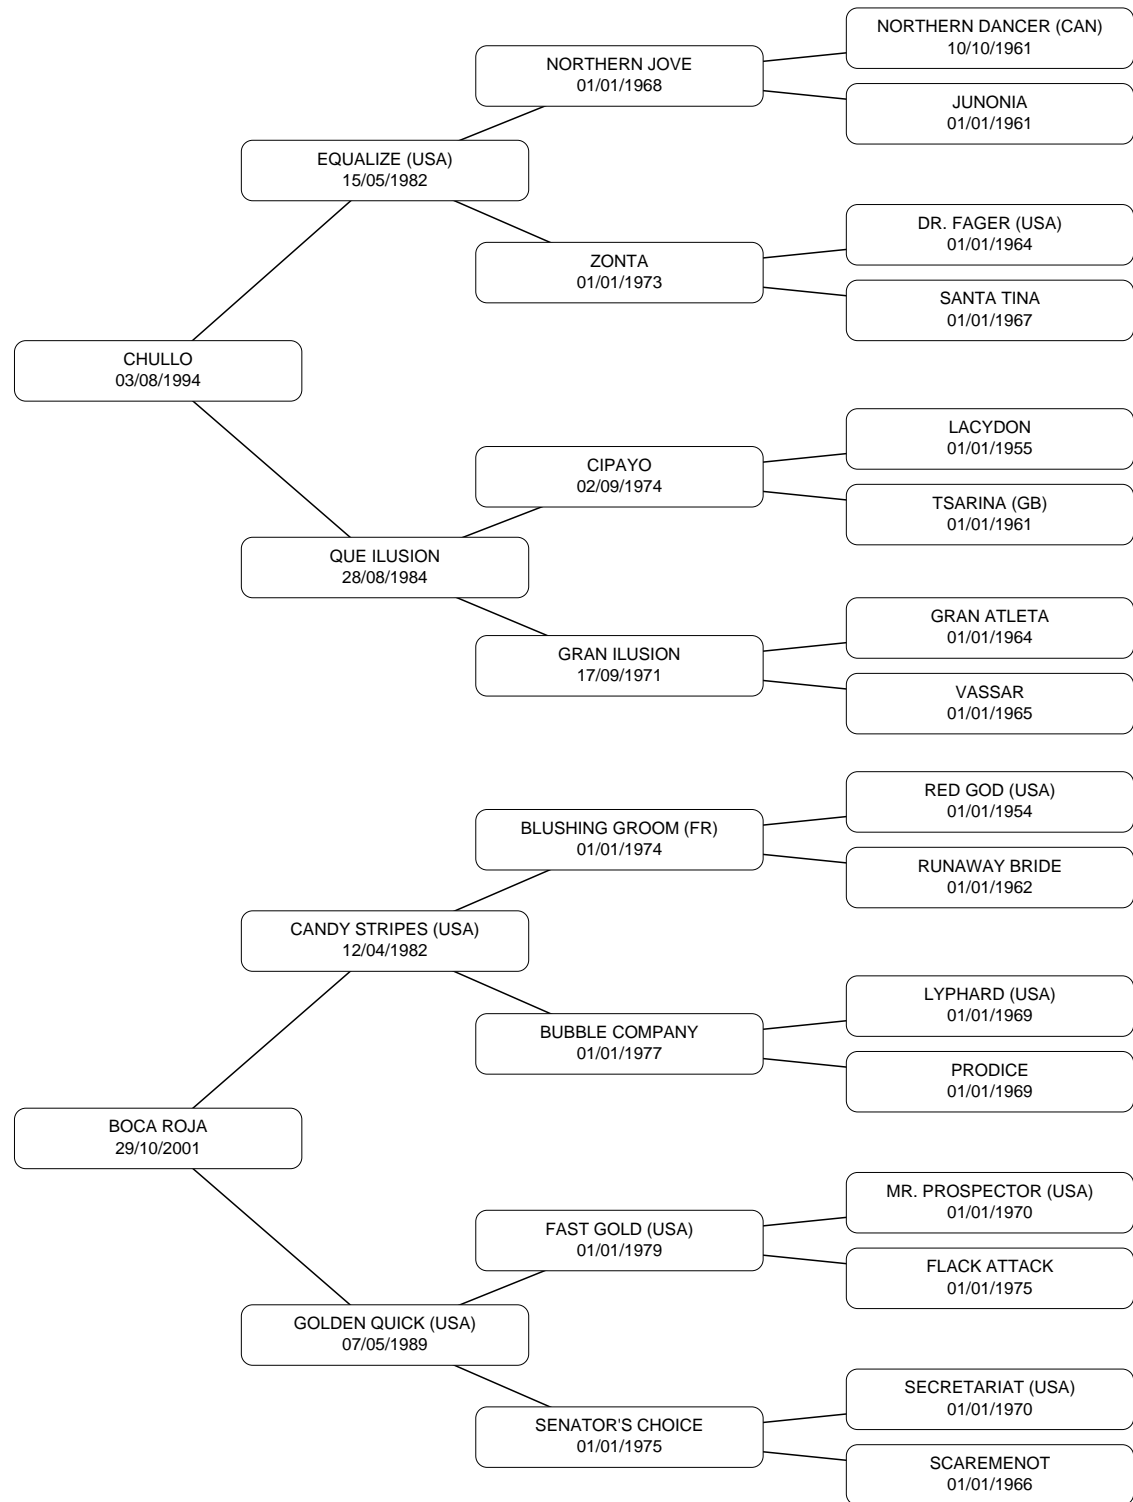 NORTHERN DANCER (CAN)
10/10/1961
NORTHERN JOVE
01/01/1968
JUNONIA
01/01/1961
EQUALIZE (USA)
15/05/1982
DR. FAGER (USA)
01/01/1964
ZONTA
01/01/1973
SANTA TINA
01/01/1967
CHULLO
03/08/1994
LACYDON
01/01/1955
CIPAYO
02/09/1974
TSARINA (GB)
01/01/1961
QUE ILUSION
28/08/1984
GRAN ATLETA
01/01/1964
GRAN ILUSION
17/09/1971
VASSAR
01/01/1965
RED GOD (USA)
01/01/1954
BLUSHING GROOM (FR)
01/01/1974
RUNAWAY BRIDE
01/01/1962
CANDY STRIPES (USA)
12/04/1982
LYPHARD (USA)
01/01/1969
BUBBLE COMPANY
01/01/1977
PRODICE
01/01/1969
BOCA ROJA
29/10/2001
MR. PROSPECTOR (USA)
01/01/1970
FAST GOLD (USA)
01/01/1979
FLACK ATTACK
01/01/1975
GOLDEN QUICK (USA)
07/05/1989
SECRETARIAT (USA)
01/01/1970
SENATOR'S CHOICE
01/01/1975
SCAREMENOT
01/01/1966